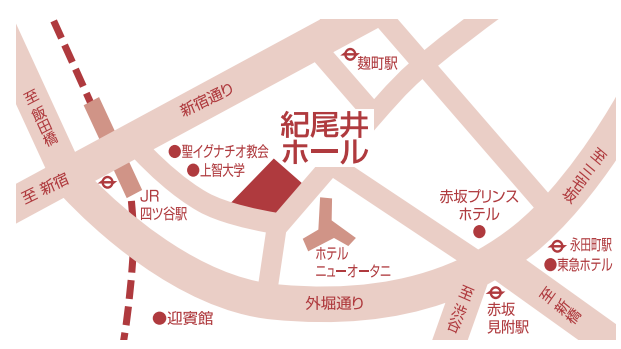 麹町駅
至 飯田橋
新宿通り
紀尾井
ホール
聖イグナチオ教会
上智大学
至 三宅坂
至 新宿
JR
四ツ谷駅
赤坂プリンス
ホテル
ホテル
ニューオータニ
永田町駅
東急ホテル
外堀通り
至 渋谷
赤坂
見附駅
至 新橋
迎賓館